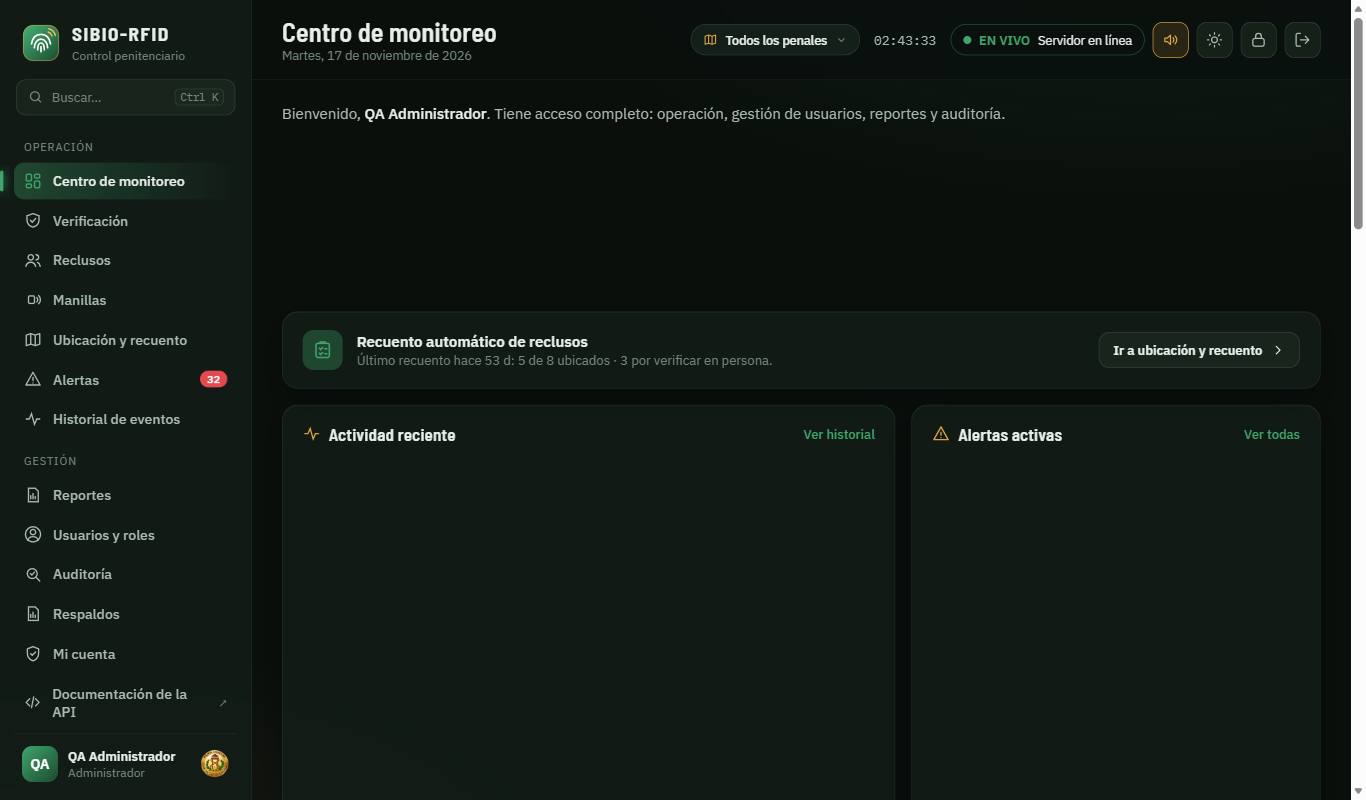 SIBIO-RFID
Control penitenciario
Buscar...
Ctrl K
OPERACIÓN
Centro de monitoreo
Verificación
Reclusos
Manillas
Ubicación y recuento
Alertas
32
Historial de eventos
GESTIÓN
Reportes
Usuarios y roles
Auditoría
Respaldos
Mi cuenta
Documentación de la
API
↗
QA
QA Administrador
Administrador
Centro de monitoreo
Martes, 17 de noviembre de 2026
Todos los penales
02:43:33
EN VIVO Servidor en línea
Bienvenido, QA Administrador. Tiene acceso completo: operación, gestión de usuarios, reportes y auditoría.
Recuento automático de reclusos
Último recuento hace 53 d: 5 de 8 ubicados · 3 por verificar en persona.
Ir a ubicación y recuento
Actividad reciente
Ver historial
Alertas activas
Ver todas